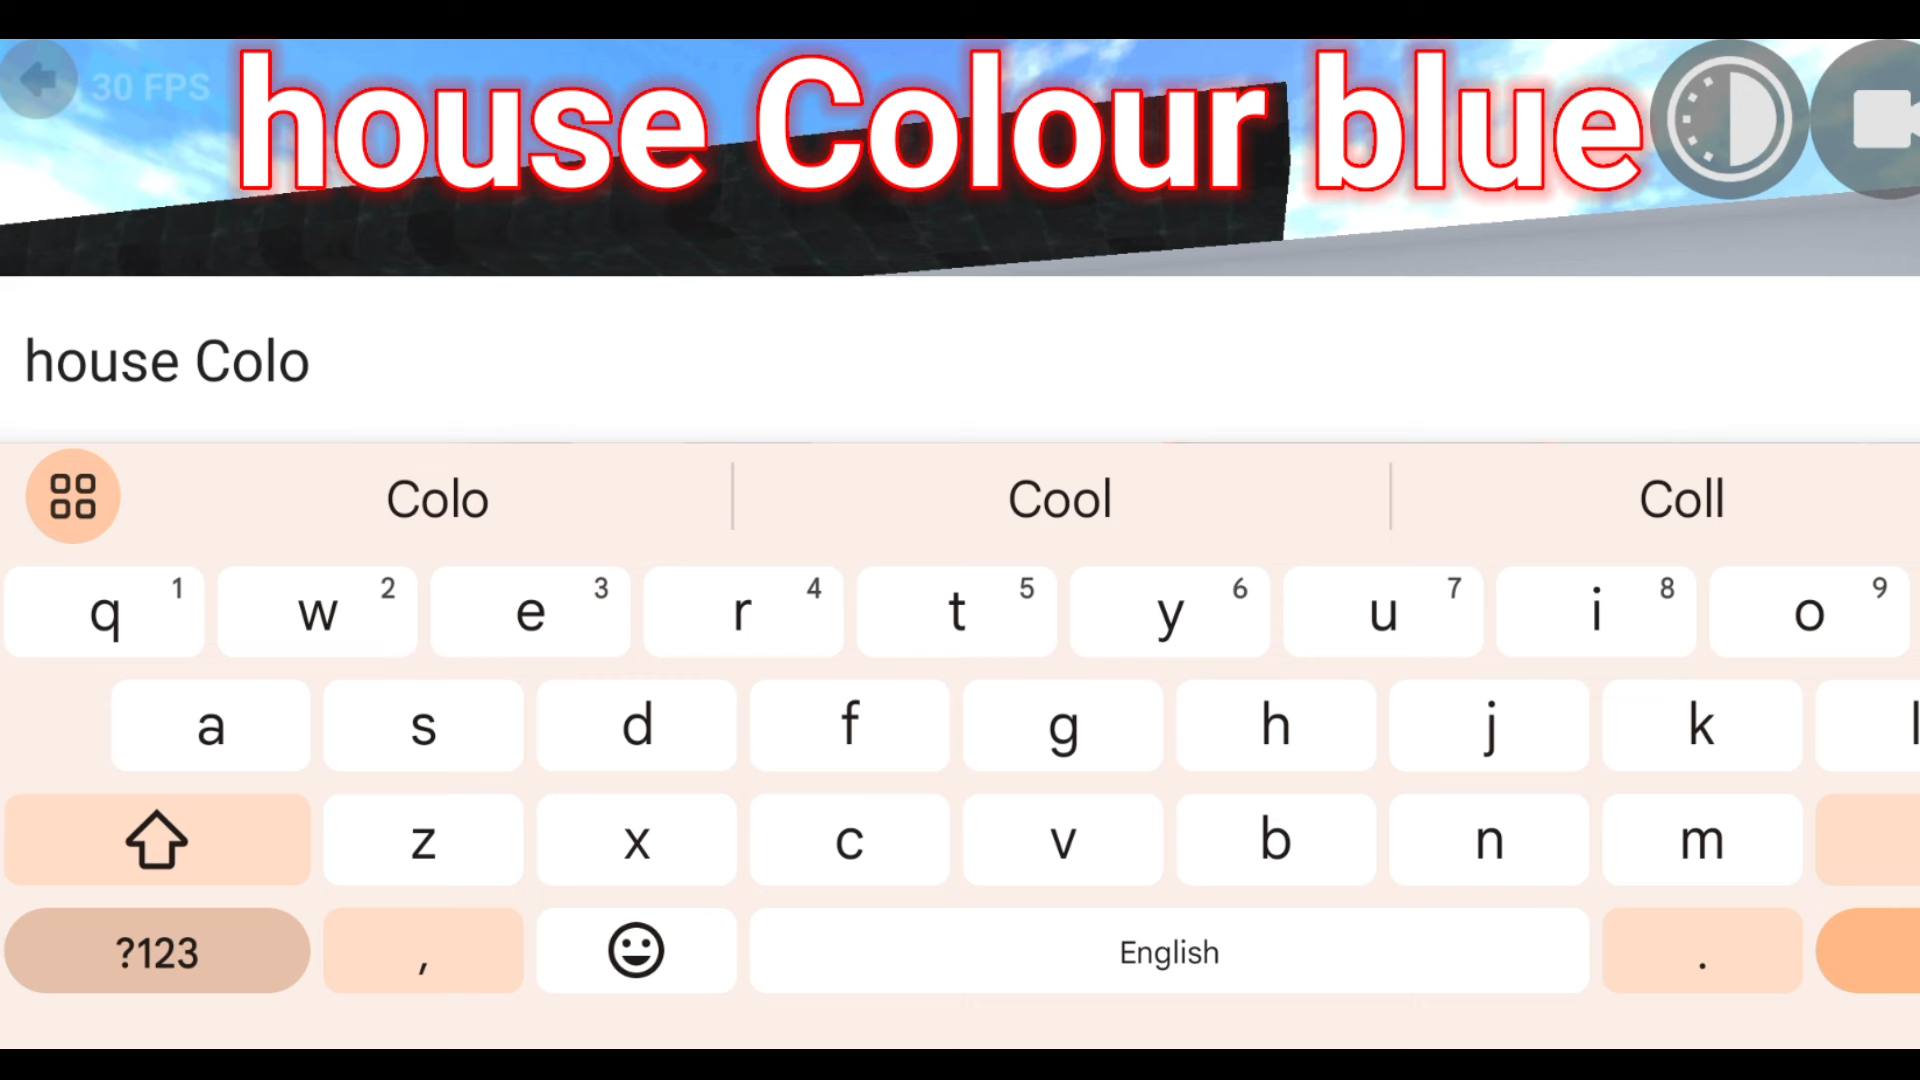 30 FPS
house Colour blue
house Colo
Colo Cool Coll
q 1 w 2 e 3 r 4 t 5 y 6 u 7 i 8 o 9
a s d f g h j k l
z x c v b n m
?123 , English .